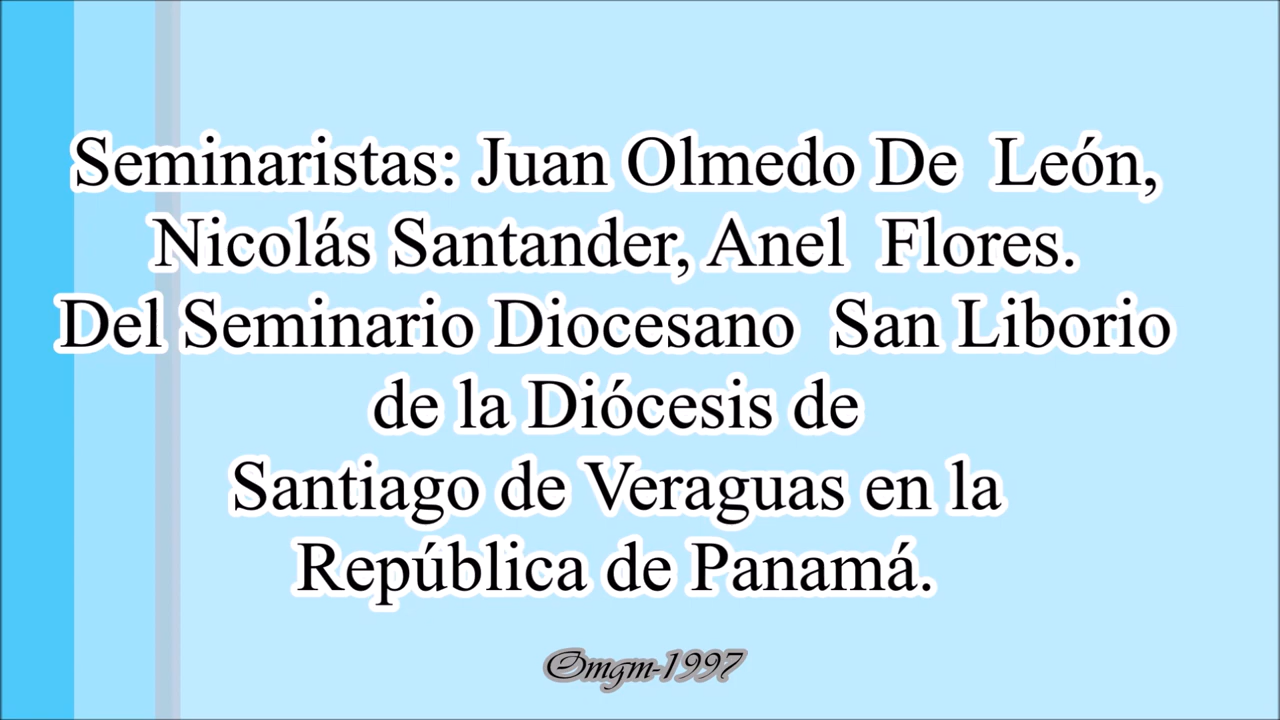 Seminaristas: Juan Olmedo De León,
Nicolás Santander, Anel Flores.
Del Seminario Diocesano San Liborio
de la Diócesis de
Santiago de Veraguas en la
República de Panamá.
Omgm-1997